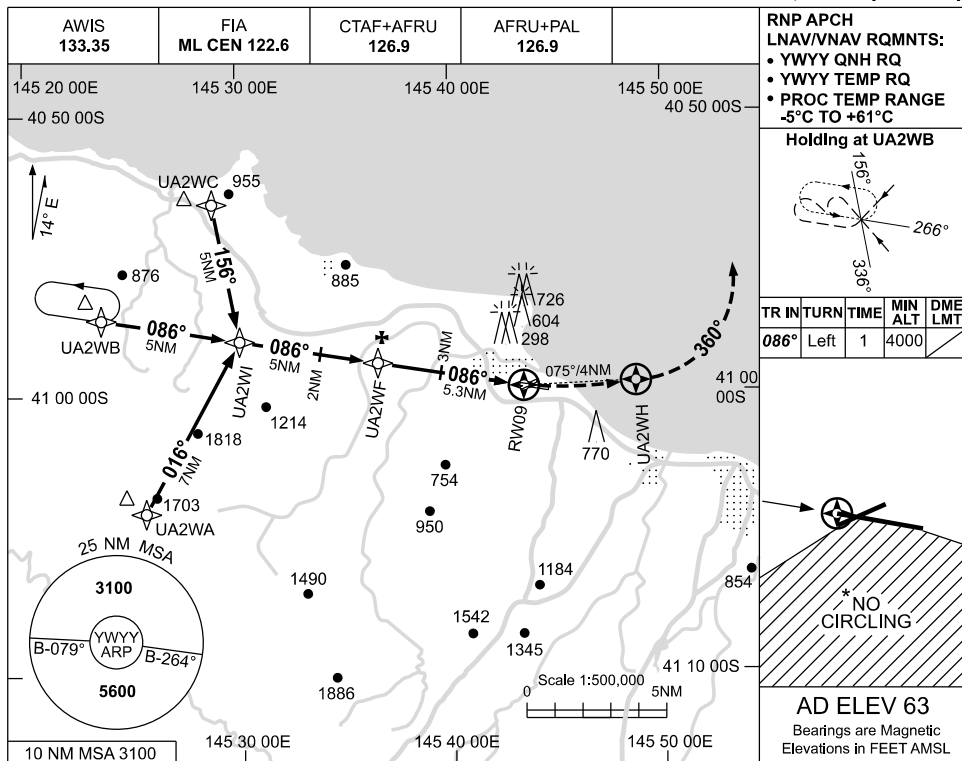 AWIS
133.35
FIA
ML CEN 122.6
CTAF+AFRU
126.9
AFRU+PAL
126.9
RNP APCH
LNAV/VNAV RQMNTS:
• YWYY QNH RQ
• YWYY TEMP RQ
• PROC TEMP RANGE
-5°C TO +61°C
145 20 00E
145 30 00E
145 40 00E
145 50 00E
40 50 00S
40 50 00S
Holding at UA2WB
156°
266°
336°
TR IN
TURN
TIME
MIN ALT
DME LMT
086°
Left
1
4000
14° E
UA2WC
955
156°
5NM
876
885
726
604
298
UA2WB
086°
5NM
UA2WI
086°
5NM
2NM
UA2WF
3NM
086°
5.3NM
RW09
075°/4NM
UA2WH
360°
41 00 00S
41 00
00S
1214
1818
016°
7NM
1703
UA2WA
770
754
950
25 NM MSA
3100
YWYY
ARP
B-079°
B-264°
5600
1490
1184
1542
1345
854
1886
41 10 00S
Scale 1:500,000
0
5NM
*NO
CIRCLING
AD ELEV 63
Bearings are Magnetic
Elevations in FEET AMSL
10 NM MSA 3100
145 30 00E
145 40 00E
145 50 00E